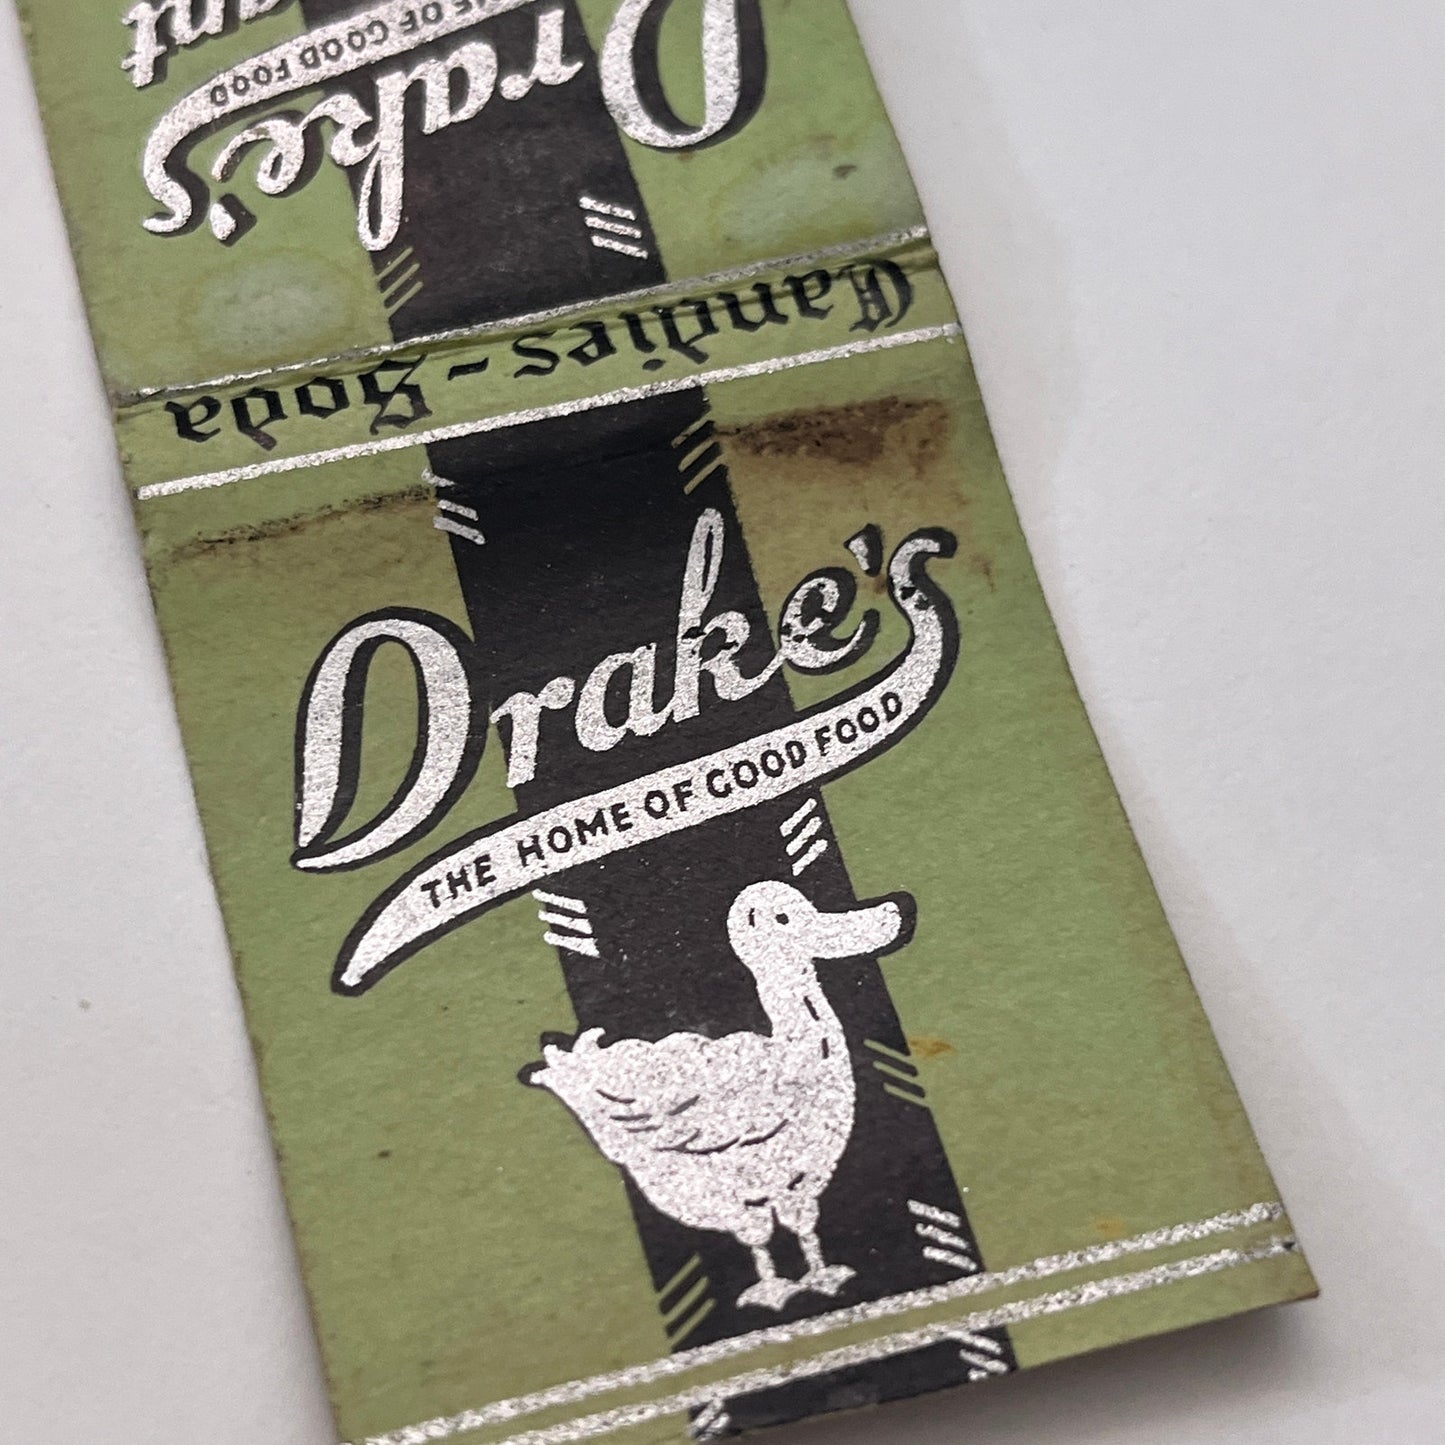 Drake's
THE HOME OF GOOD FOOD
Candies - Soda
Drake's
OF GOOD FOOD